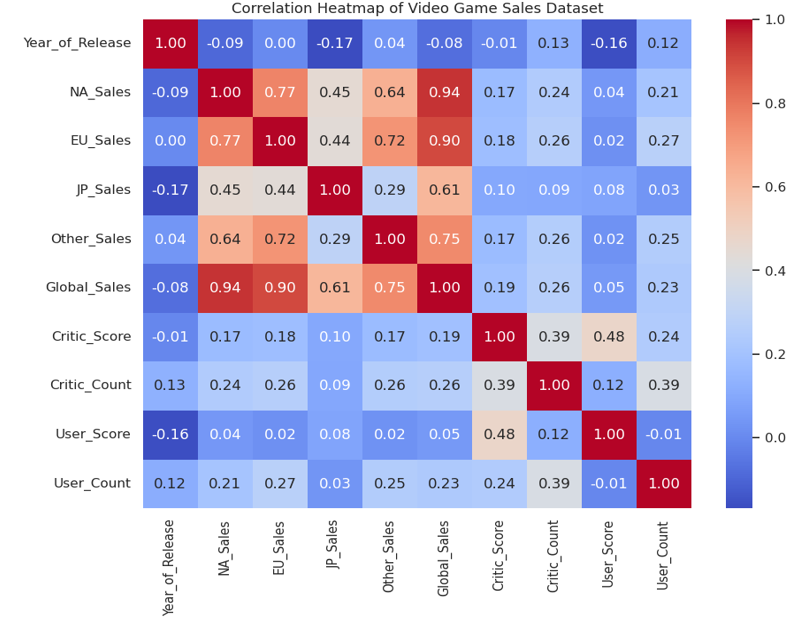 Correlation Heatmap of Video Game Sales Dataset
Year_of_Release 1.00 -0.09 0.00 -0.17 0.04 -0.08 -0.01 0.13 -0.16 0.12
NA_Sales -0.09 1.00 0.77 0.45 0.64 0.94 0.17 0.24 0.04 0.21
EU_Sales 0.00 0.77 1.00 0.44 0.72 0.90 0.18 0.26 0.02 0.27
JP_Sales -0.17 0.45 0.44 1.00 0.29 0.61 0.10 0.09 0.08 0.03
Other_Sales 0.04 0.64 0.72 0.29 1.00 0.75 0.17 0.26 0.02 0.25
Global_Sales -0.08 0.94 0.90 0.61 0.75 1.00 0.19 0.26 0.05 0.23
Critic_Score -0.01 0.17 0.18 0.10 0.17 0.19 1.00 0.39 0.48 0.24
Critic_Count 0.13 0.24 0.26 0.09 0.26 0.26 0.39 1.00 0.12 0.39
User_Score -0.16 0.04 0.02 0.08 0.02 0.05 0.48 0.12 1.00 -0.01
User_Count 0.12 0.21 0.27 0.03 0.25 0.23 0.24 0.39 -0.01 1.00
Year_of_Release
NA_Sales
EU_Sales
JP_Sales
Other_Sales
Global_Sales
Critic_Score
Critic_Count
User_Score
User_Count
1.0
0.8
0.6
0.4
0.2
0.0